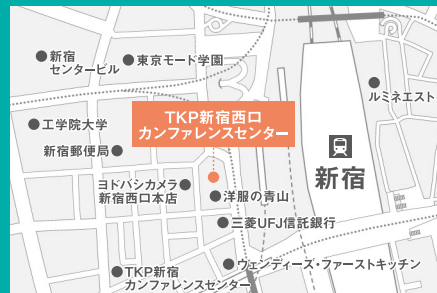 新宿
センタービル
東京モード学園
ルミネエスト
TKP新宿西口
カンファレンスセンター
工学院大学
新宿郵便局
新宿
ヨドバシカメラ
新宿西口本店
洋服の青山
三菱UFJ信託銀行
ウェンディーズ・ファーストキッチン
TKP新宿
カンファレンスセンター